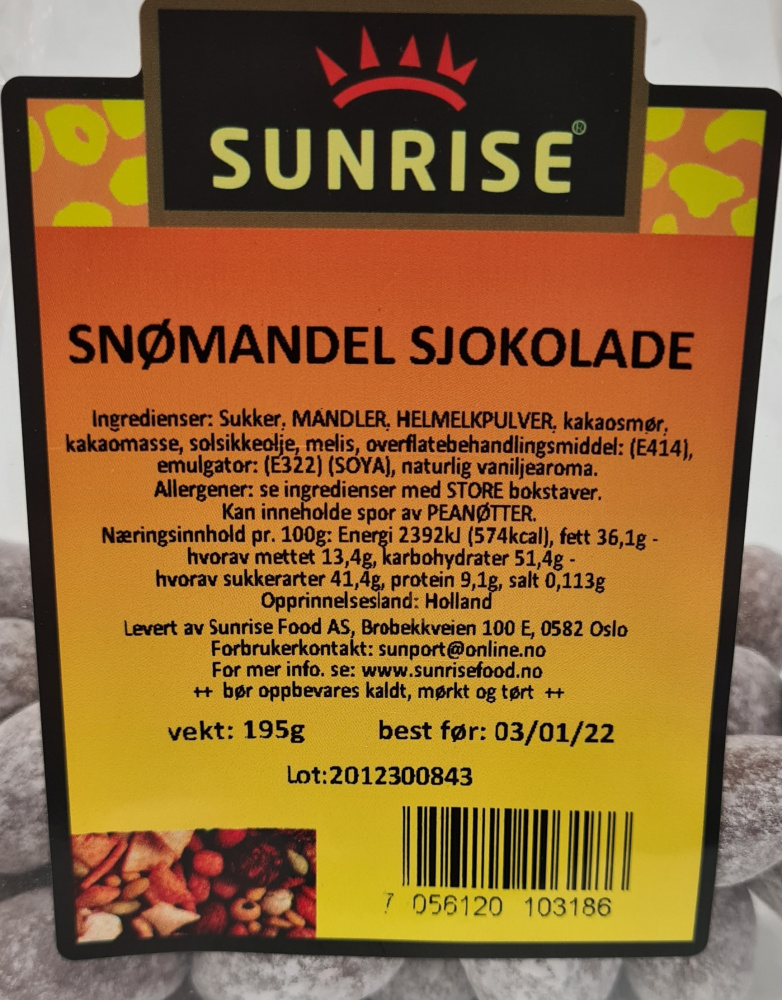 SUNRISE®
SNØMANDEL SJOKOLADE
Ingredienser: Sukker, MANDLER, HELMELKPULVER, kakaosmør,
kakaomasse, solsikkeolje, melis, overflatebehandlingsmiddel: (E414),
emulgator: (E322) (SOYA), naturlig vaniljearoma.
Allergener: se ingredienser med STORE bokstaver.
Kan inneholde spor av PEANØTTER.
Næringsinnhold pr. 100g: Energi 2392kJ (574kcal), fett 36,1g -
hvorav mettet 13,4g, karbohydrater 51,4g -
hvorav sukkerarter 41,4g, protein 9,1g, salt 0,113g
Opprinnelsesland: Holland
Levert av Sunrise Food AS, Brobekkveien 100 E, 0582 Oslo
Forbrukerkontakt: sunport@online.no
For mer info. se: www.sunrisefood.no
++ bør oppbevares kaldt, mørkt og tørt ++
vekt: 195g best før: 03/01/22
Lot:2012300843
7 056120 103186